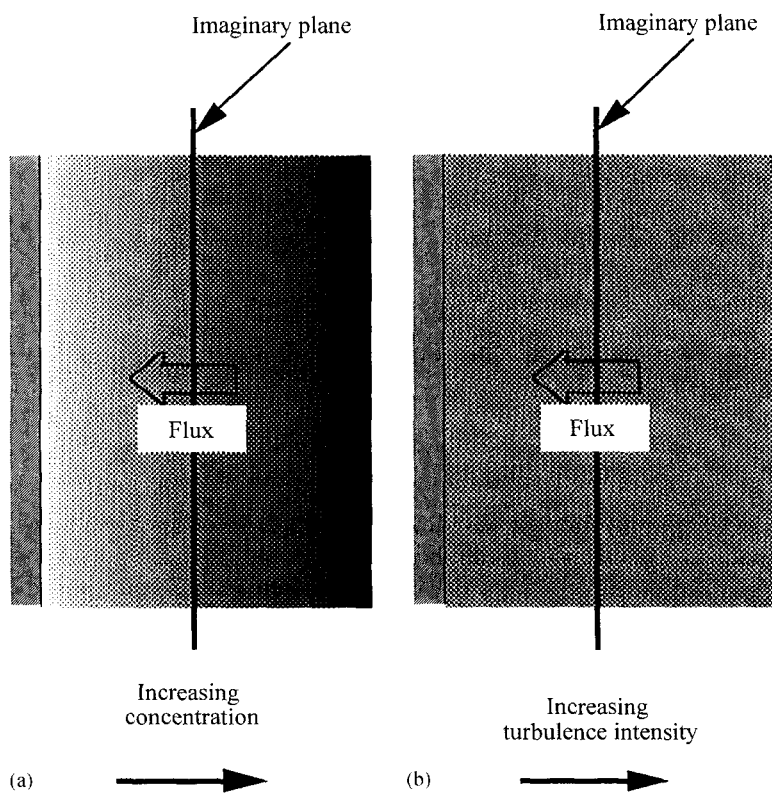 Imaginary plane
Imaginary plane
Flux
Flux
Increasing
concentration
Increasing
turbulence intensity
(a)
(b)